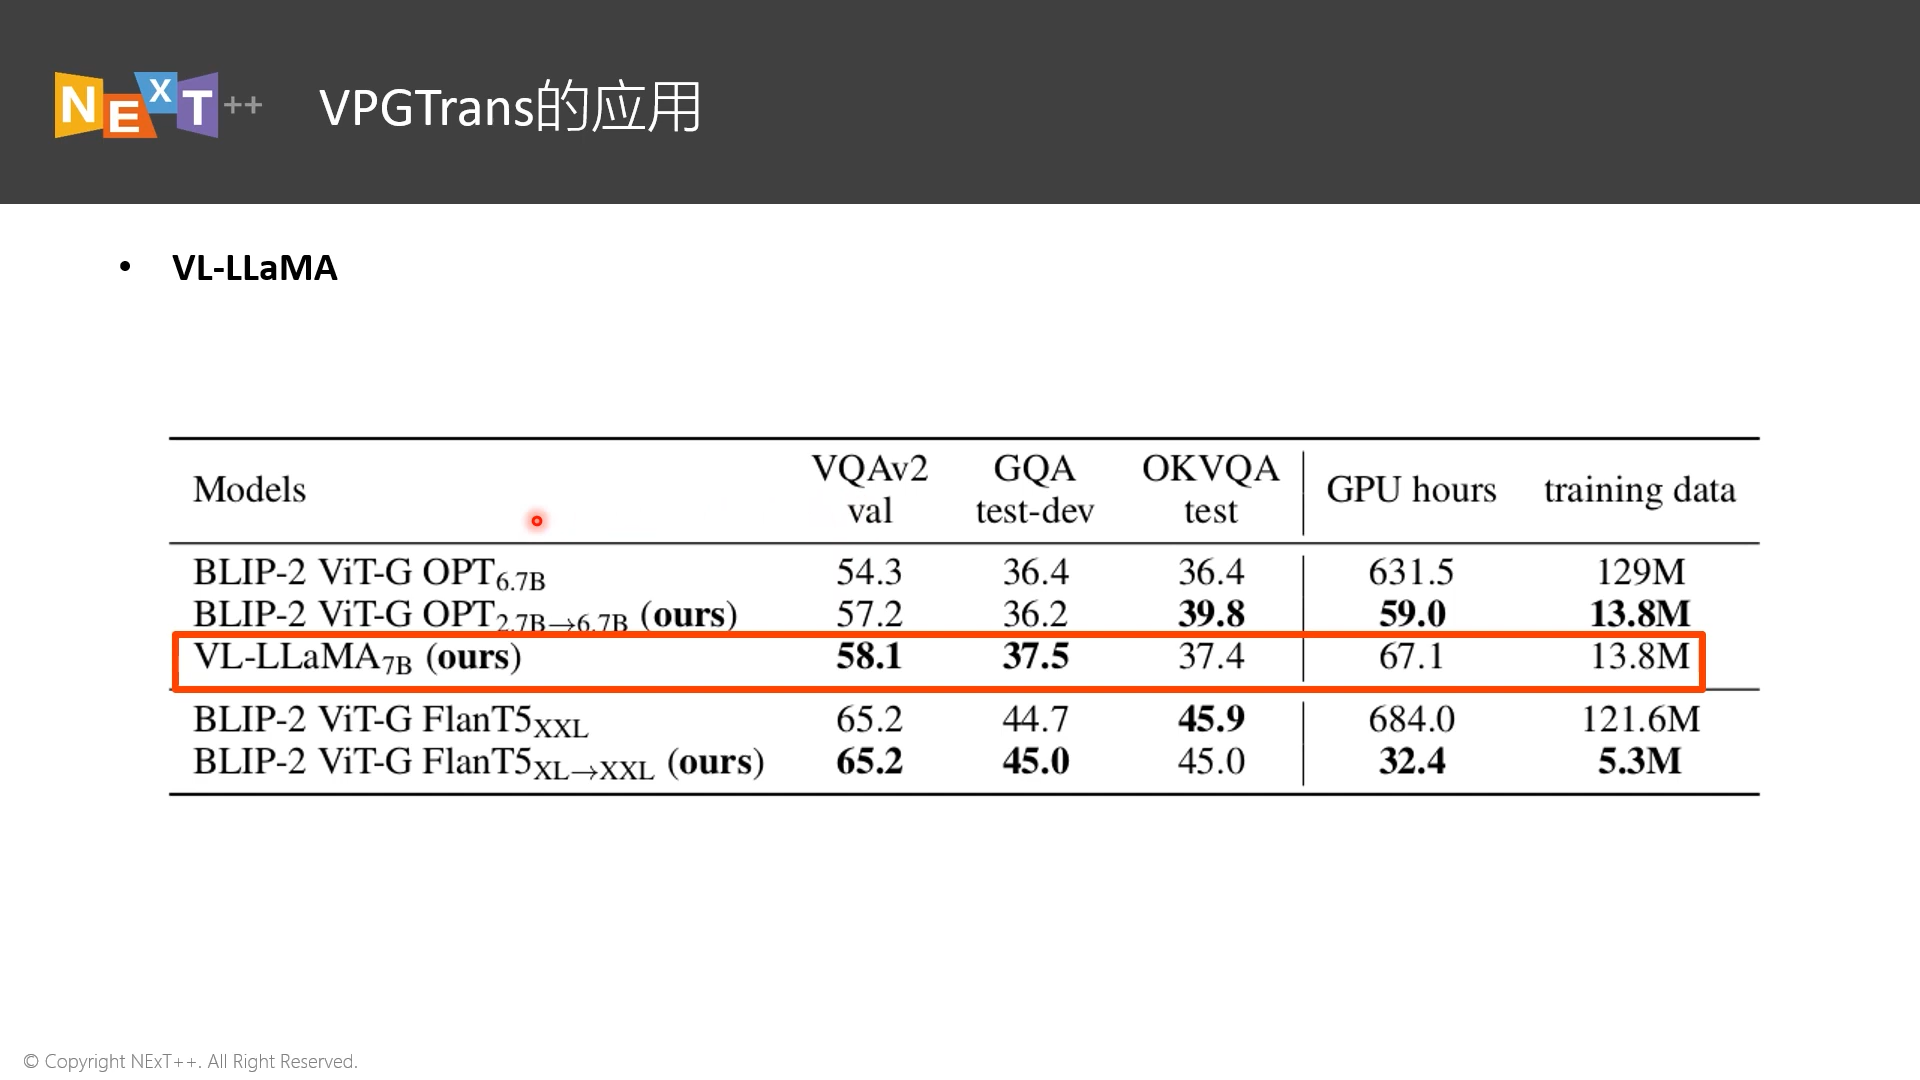 NExT++
VPGTrans的应用
• VL-LLaMA
Models VQAv2 val GQA test-dev OKVQA test GPU hours training data
BLIP-2 ViT-G OPT6.7B 54.3 36.4 36.4 631.5 129M
BLIP-2 ViT-G OPT2.7B→6.7B (ours) 57.2 36.2 39.8 59.0 13.8M
VL-LLaMA7B (ours) 58.1 37.5 37.4 67.1 13.8M
BLIP-2 ViT-G FlanT5XXL 65.2 44.7 45.9 684.0 121.6M
BLIP-2 ViT-G FlanT5XL→XXL (ours) 65.2 45.0 45.0 32.4 5.3M
© Copyright NExT++. All Right Reserved.